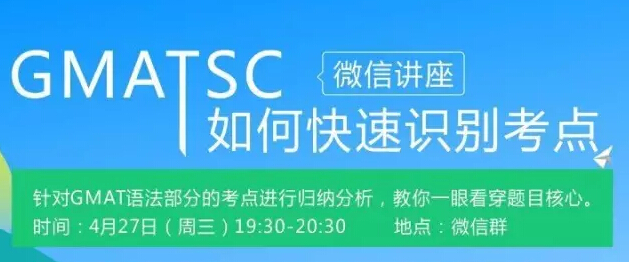 GMATSC
微信讲座
如何快速识别考点
针对GMAT语法部分的考点进行归纳分析，教你一眼看穿题目核心。
时间：4月27日（周三）19:30-20:30 地点：微信群